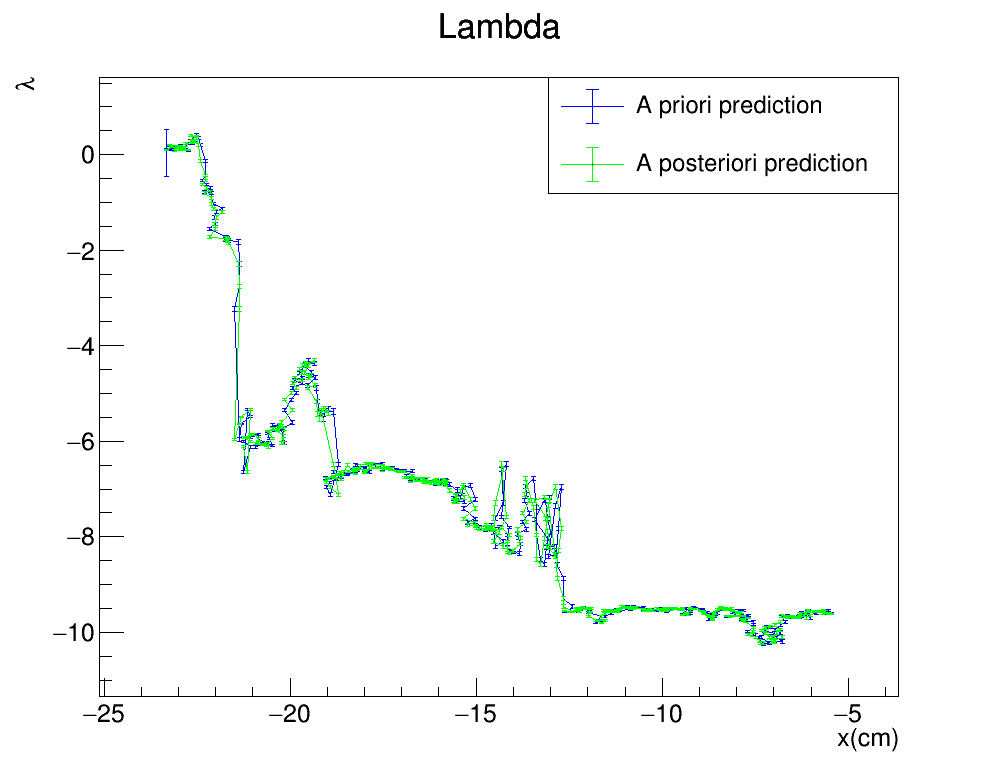 Lambda
λ
A priori prediction
A posteriori prediction
0
−2
−4
−6
−8
−10
−25 −20 −15 −10 −5
x(cm)